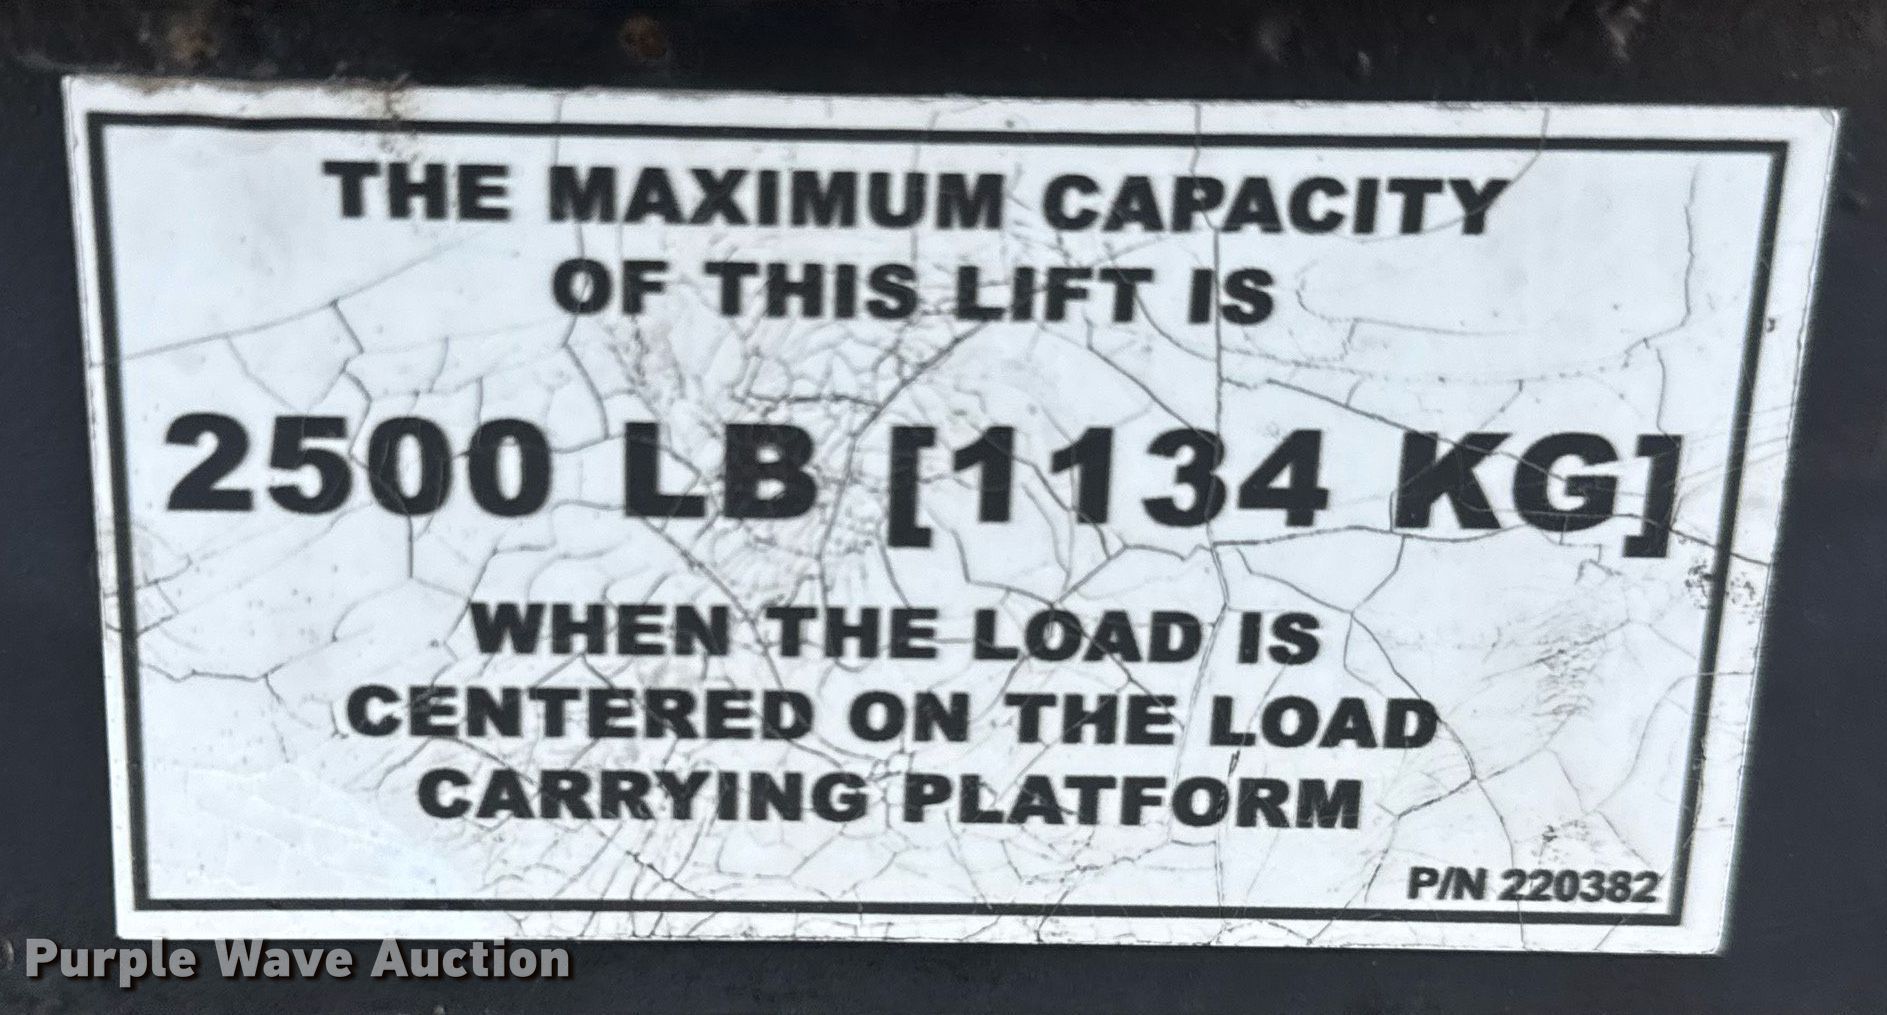 THE MAXIMUM CAPACITY
OF THIS LIFT IS
2500 LB [1134 KG]
WHEN THE LOAD IS
CENTERED ON THE LOAD
CARRYING PLATFORM
P/N 220382
Purple Wave Auction